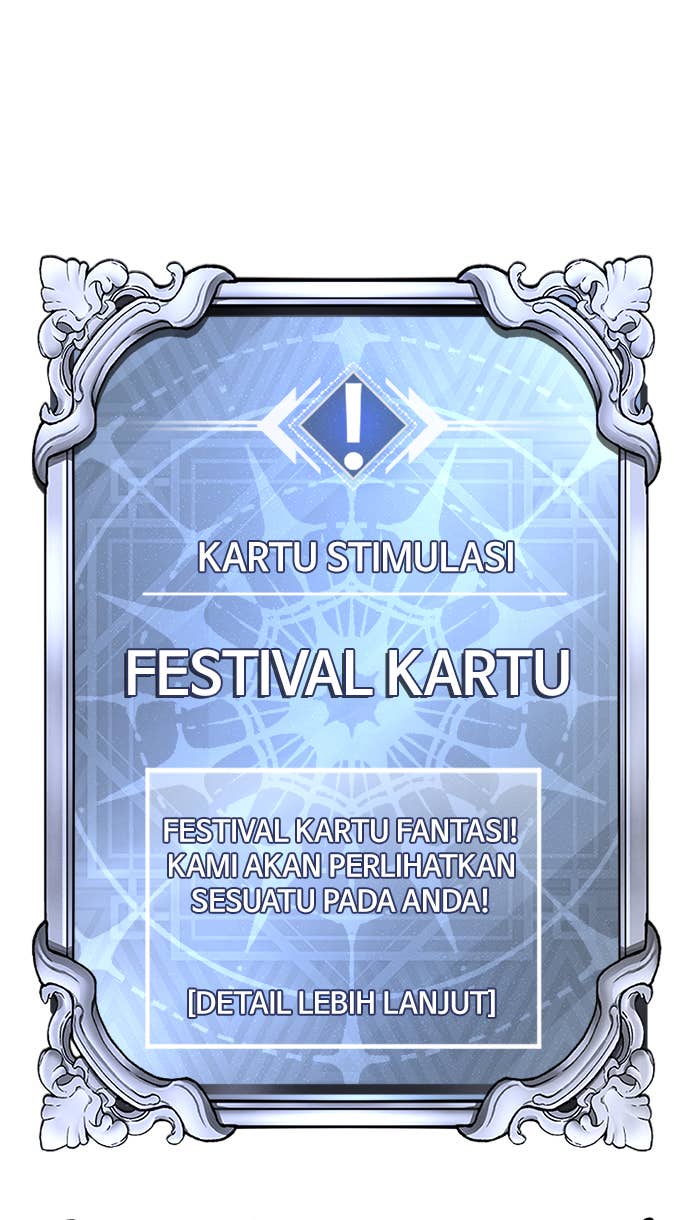 !
KARTU STIMULASI
FESTIVAL KARTU
FESTIVAL KARTU FANTASI!
KAMI AKAN PERLIHATKAN
SESUATU PADA ANDA!
[DETAIL LEBIH LANJUT]